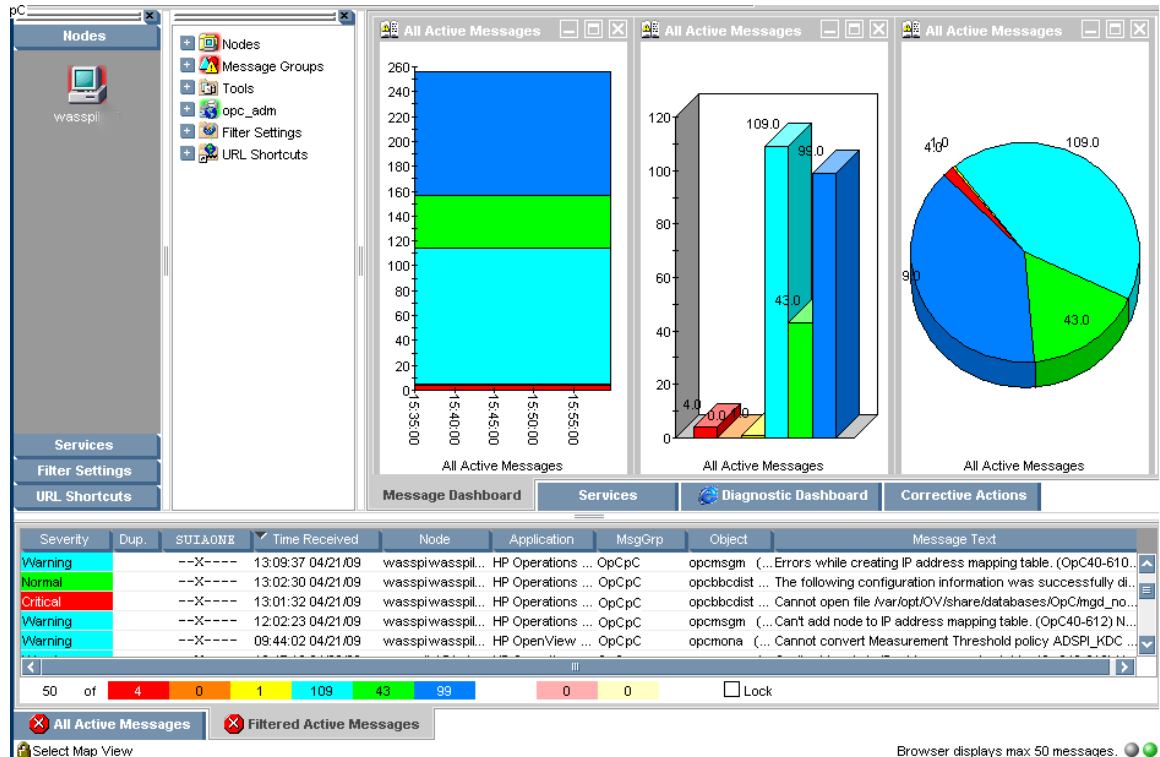 pC
Nodes
wasspi
Services
Filter Settings
URL Shortcuts
Nodes
Message Groups
Tools
opc_adm
Filter Settings
URL Shortcuts
All Active Messages
260
240
220
200
180
160
140
120
100
80
60
40
20
0
15:35:00
15:40:00
15:45:00
15:50:00
15:55:00
All Active Messages
All Active Messages
120
100
80
60
40
20
0
4.0
0.0
1.0
109.0
43.0
99.0
All Active Messages
All Active Messages
4.0
1.0
109.0
9.0
43.0
All Active Messages
Message Dashboard Services Diagnostic Dashboard Corrective Actions
Severity Dup. SUIAONE Time Received Node Application MsgGrp Object Message Text
Warning --X---- 13:09:37 04/21/09 wasspiwasspil... HP Operations ... OpCpC opcmsgm (... Errors while creating IP address mapping table. (OpC40-610...
Normal --X---- 13:02:30 04/21/09 wasspiwasspil... HP Operations ... OpCpC opcbbcdist ... The following configuration information was successfully di...
Critical --X---- 13:01:32 04/21/09 wasspiwasspil... HP Operations ... OpCpC opcbbcdist ... Cannot open file /var/opt/OV/share/databases/OpC/mgd_no...
Warning --X---- 12:02:23 04/21/09 wasspiwasspil... HP Operations ... OpCpC opcmsgm (... Can't add node to IP address mapping table. (OpC40-612) N...
Warning --X---- 09:44:02 04/21/09 wasspiwasspil... HP OpenView ... OpCpC opcmona (... Cannot convert Measurement Threshold policy ADSPI_KDC ...
50 of 4 0 1 109 43 99 0 0 Lock
All Active Messages Filtered Active Messages
Select Map View Browser displays max 50 messages.